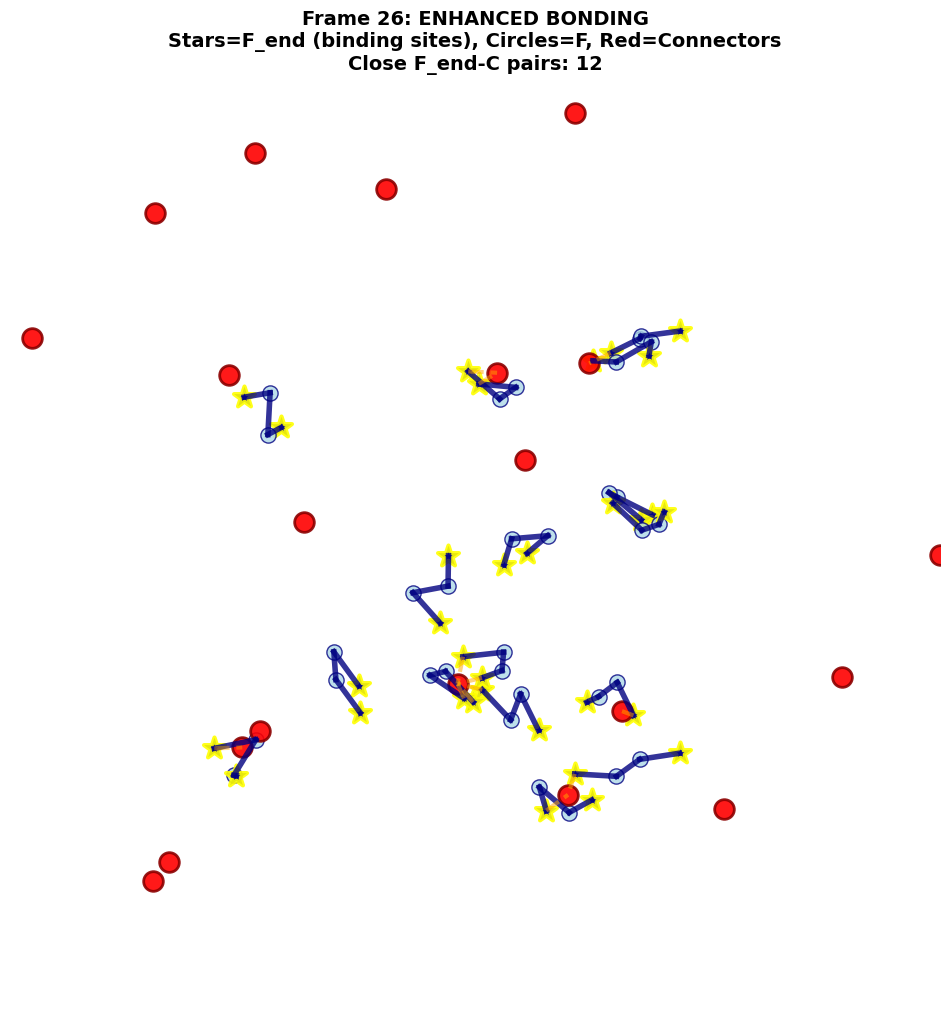 Frame 26: ENHANCED BONDING
Stars=F_end (binding sites), Circles=F, Red=Connectors
Close F_end-C pairs: 12